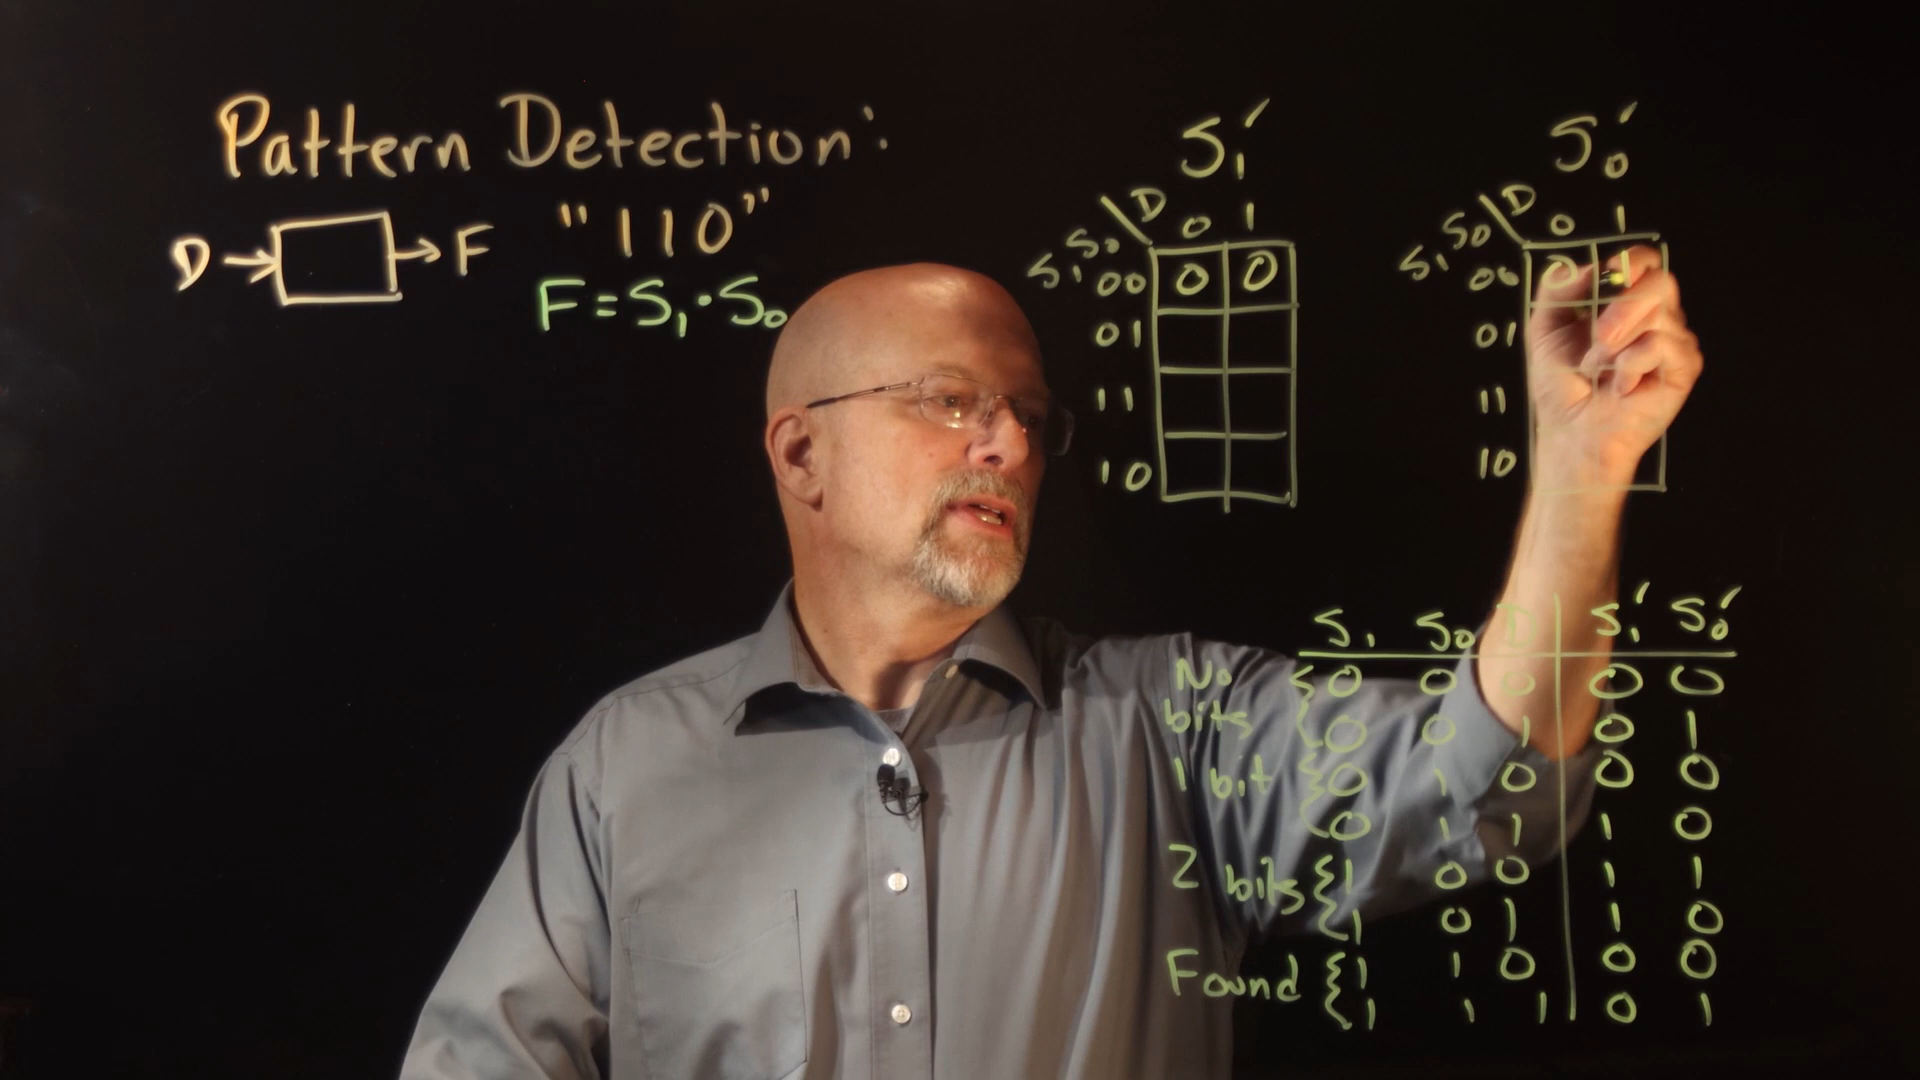 Pattern Detection:
"110"
D → F
F = S₁·S₀
S₁′
S₁S₀\D 0 1
00 0 0
01
11
10
S₀′
S₁S₀\D 0 1
00 0 1
01
11
10
S₁ S₀ D S₁′ S₀′
No bits { 0 0 0 0 0
0 0 1 0 1
1 bit { 0 1 0 0 0
0 1 1 1 0
2 bits { 1 0 0 1 1
1 0 1 1 0
Found { 1 1 0 0 0
1 1 1 0 1